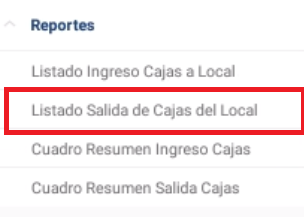 Reportes
Listado Ingreso Cajas a Local
Listado Salida de Cajas del Local
Cuadro Resumen Ingreso Cajas
Cuadro Resumen Salida Cajas